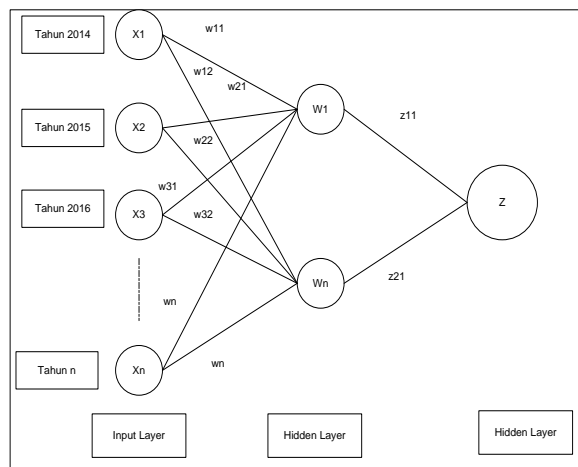 Tahun 2014
X1
w11
w12
w21
Tahun 2015
X2
w22
W1
z11
Tahun 2016
X3
w31
w32
Z
Wn
z21
wn
wn
Tahun n
Xn
Input Layer
Hidden Layer
Hidden Layer